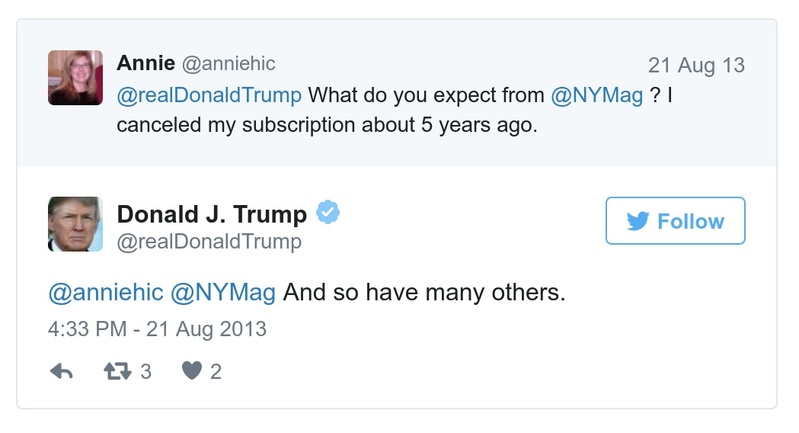 Annie @anniehic
21 Aug 13
@realDonaldTrump What do you expect from @NYMag ? I
canceled my subscription about 5 years ago.
Donald J. Trump
@realDonaldTrump
Follow
@anniehic @NYMag And so have many others.
4:33 PM - 21 Aug 2013
3 2